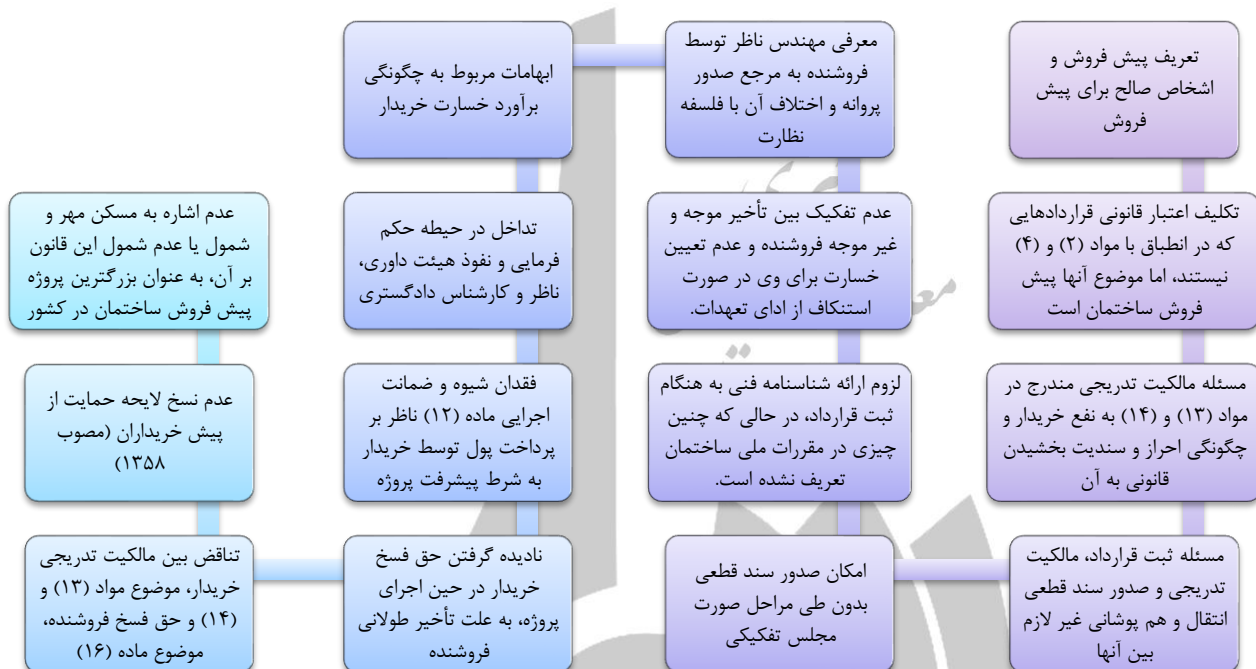 تعریف پیش فروش و
اشخاص صالح برای پیش
فروش
تکلیف اعتبار قانونی قراردادهایی
که در انطباق با مواد (۲) و (۴)
نیستند، اما موضوع آنها پیش
فروش ساختمان است
مسئله مالکیت تدریجی مندرج در
مواد (۱۳) و (۱۴) به نفع خریدار و
چگونگی احراز و سندیت بخشیدن
قانونی به آن
مسئله ثبت قرارداد، مالکیت
تدریجی و صدور سند قطعی
انتقال و هم پوشانی غیر لازم
بین آنها
امکان صدور سند قطعی
بدون طی مراحل صورت
مجلس تفکیکی
لزوم ارائه شناسنامه فنی به هنگام
ثبت قرارداد، در حالی که چنین
چیزی در مقررات ملی ساختمان
تعریف نشده است.
عدم تفکیک بین تأخیر موجه و
غیر موجه فروشنده و عدم تعیین
خسارت برای وی در صورت
استنکاف از ادای تعهدات.
معرفی مهندس ناظر توسط
فروشنده به مرجع صدور
پروانه و اختلاف آن با فلسفه
نظارت
ابهامات مربوط به چگونگی
برآورد خسارت خریدار
تداخل در حیطه حکم
فرمایی و نفوذ هیئت داوری،
ناظر و کارشناس دادگستری
فقدان شیوه و ضمانت
اجرایی ماده (۱۲) ناظر بر
پرداخت پول توسط خریدار
به شرط پیشرفت پروژه
نادیده گرفتن حق فسخ
خریدار در حین اجرای
پروژه، به علت تأخیر طولانی
فروشنده
تناقض بین مالکیت تدریجی
خریدار، موضوع مواد (۱۳) و
(۱۴) و حق فسخ فروشنده،
موضوع ماده (۱۶)
عدم نسخ لایحه حمایت از
پیش خریداران (مصوب
۱۳۵۸)
عدم اشاره به مسکن مهر و
شمول یا عدم شمول این قانون
بر آن، به عنوان بزرگترین پروژه
پیش فروش ساختمان در کشور